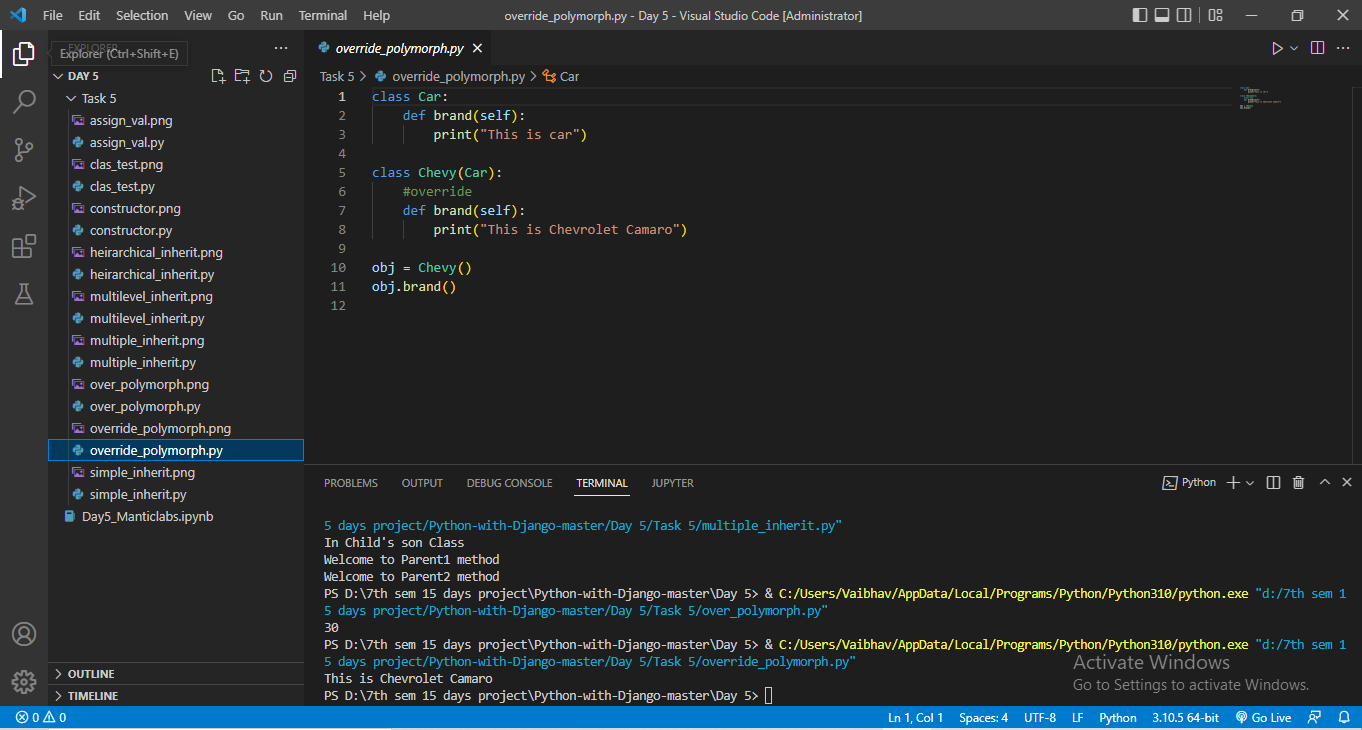 File Edit Selection View Go Run Terminal Help override_polymorph.py - Day 5 - Visual Studio Code [Administrator]
EXPLORER
Explorer (Ctrl+Shift+E)
DAY 5
Task 5
assign_val.png
assign_val.py
clas_test.png
clas_test.py
constructor.png
constructor.py
heirarchical_inherit.png
heirarchical_inherit.py
multilevel_inherit.png
multilevel_inherit.py
multiple_inherit.png
multiple_inherit.py
over_polymorph.png
over_polymorph.py
override_polymorph.png
override_polymorph.py
simple_inherit.png
simple_inherit.py
Day5_Manticlabs.ipynb
OUTLINE
TIMELINE
override_polymorph.py
Task 5 > override_polymorph.py > Car
1 class Car:
2     def brand(self):
3         print("This is car")
4
5 class Chevy(Car):
6     #override
7     def brand(self):
8         print("This is Chevrolet Camaro")
9
10 obj = Chevy()
11 obj.brand()
12
PROBLEMS OUTPUT DEBUG CONSOLE TERMINAL JUPYTER Python
5 days project/Python-with-Django-master/Day 5/Task 5/multiple_inherit.py"
In Child's son Class
Welcome to Parent1 method
Welcome to Parent2 method
PS D:\7th sem 15 days project\Python-with-Django-master\Day 5> & C:/Users/Vaibhav/AppData/Local/Programs/Python/Python310/python.exe "d:/7th sem 1
5 days project/Python-with-Django-master/Day 5/Task 5/over_polymorph.py"
30
PS D:\7th sem 15 days project\Python-with-Django-master\Day 5> & C:/Users/Vaibhav/AppData/Local/Programs/Python/Python310/python.exe "d:/7th sem 1
5 days project/Python-with-Django-master/Day 5/Task 5/override_polymorph.py"
This is Chevrolet Camaro
PS D:\7th sem 15 days project\Python-with-Django-master\Day 5>
Activate Windows
Go to Settings to activate Windows.
0 0 Ln 1, Col 1 Spaces: 4 UTF-8 LF Python 3.10.5 64-bit Go Live